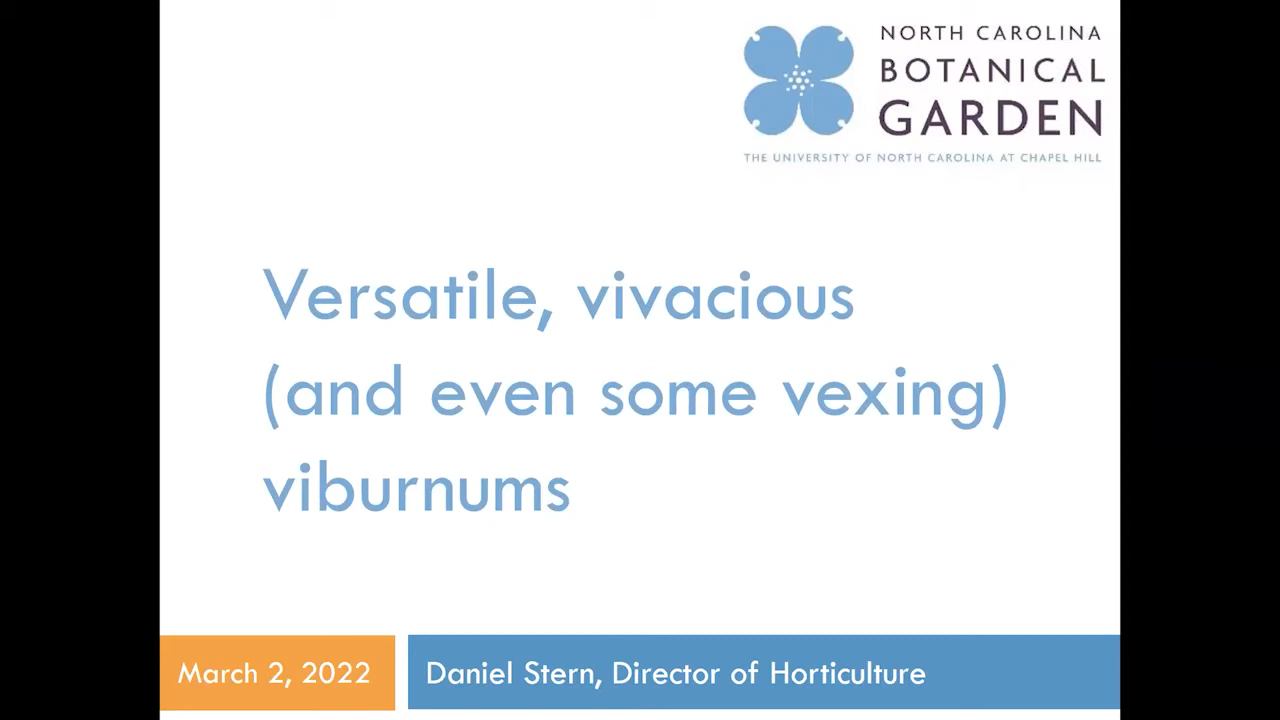 NORTH CAROLINA
BOTANICAL
GARDEN
THE UNIVERSITY OF NORTH CAROLINA AT CHAPEL HILL
Versatile, vivacious
(and even some vexing)
viburnums
March 2, 2022
Daniel Stern, Director of Horticulture